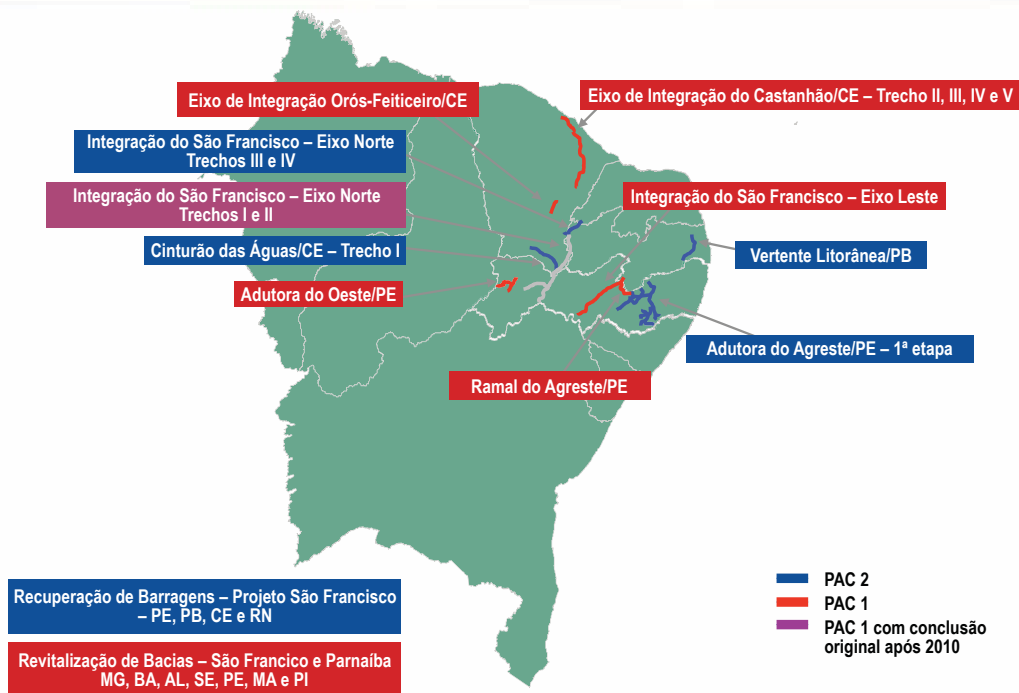 Eixo de Integração Orós-Feiticeiro/CE
Eixo de Integração do Castanhão/CE – Trecho II, III, IV e V
Integração do São Francisco – Eixo Norte
Trechos III e IV
Integração do São Francisco – Eixo Norte
Trechos I e II
Integração do São Francisco – Eixo Leste
Cinturão das Águas/CE – Trecho I
Vertente Litorânea/PB
Adutora do Oeste/PE
Adutora do Agreste/PE – 1ª etapa
Ramal do Agreste/PE
Recuperação de Barragens – Projeto São Francisco
– PE, PB, CE e RN
Revitalização de Bacias – São Francico e Parnaíba
MG, BA, AL, SE, PE, MA e PI
PAC 2
PAC 1
PAC 1 com conclusão
original após 2010